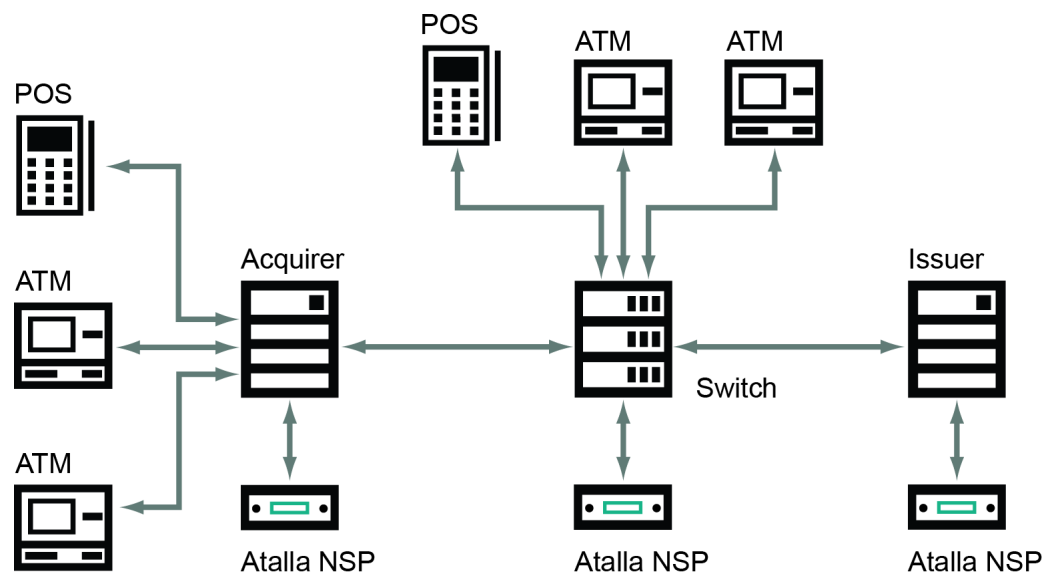 POS
ATM
ATM
POS
ATM
ATM
Acquirer
Issuer
Switch
Atalla NSP
Atalla NSP
Atalla NSP